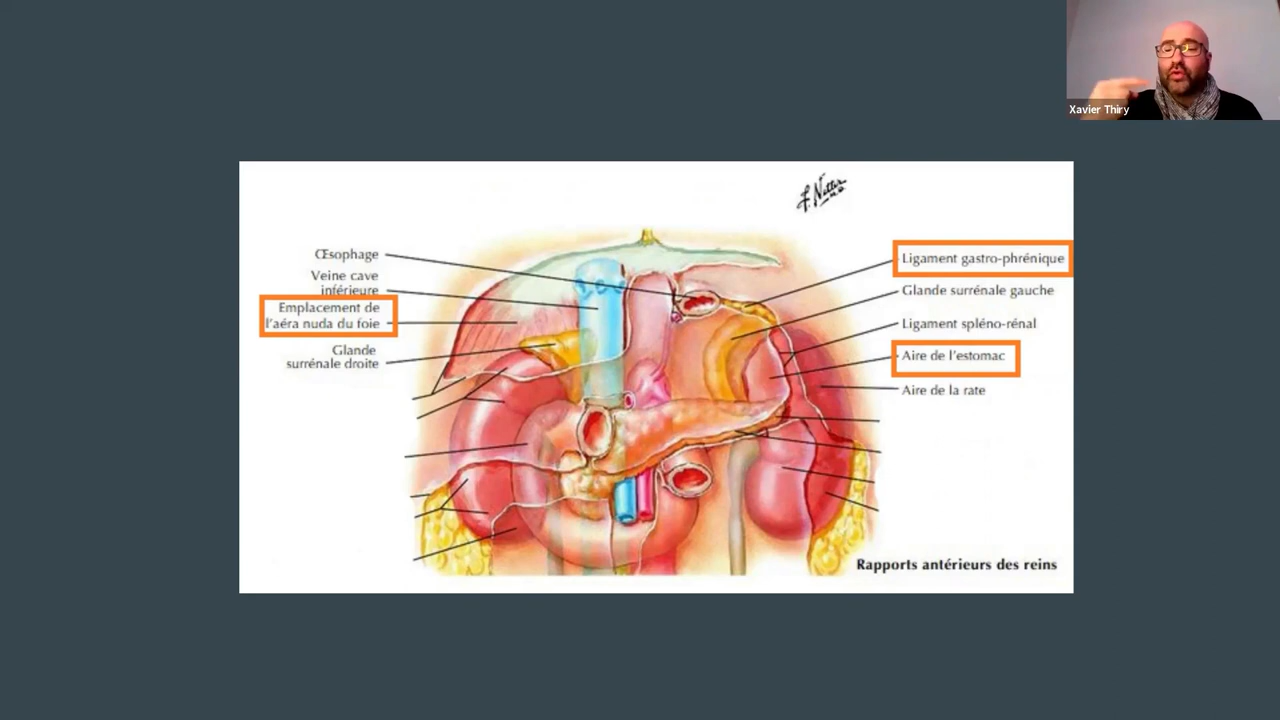 Xavier Thiry
F. Netter
Œsophage
Veine cave
inférieure
Emplacement de
l'aéra nuda du foie
Glande
surrénale droite
Ligament gastro-phrénique
Glande surrénale gauche
Ligament spléno-rénal
Aire de l'estomac
Aire de la rate
Rapports antérieurs des reins